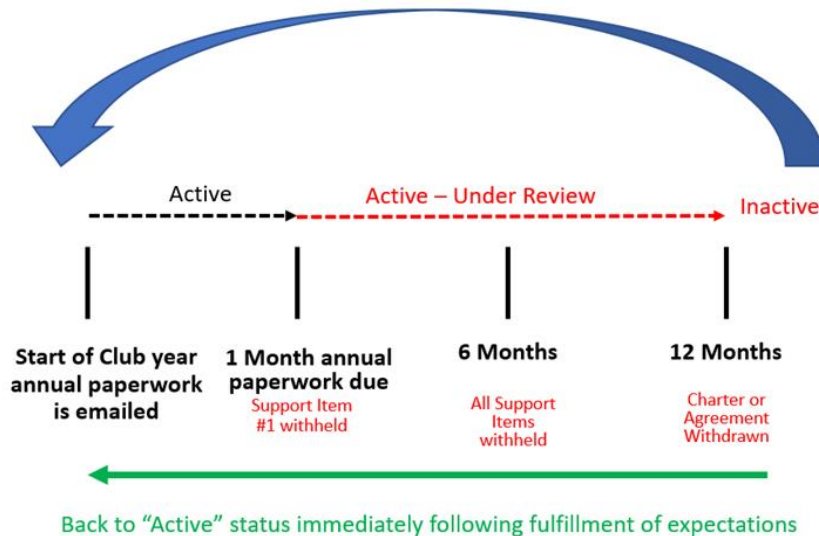 Active
Active – Under Review
Inactive
Start of Club year
annual paperwork
is emailed
1 Month annual
paperwork due
Support Item
#1 withheld
6 Months
All Support
Items
withheld
12 Months
Charter or
Agreement
Withdrawn
Back to “Active” status immediately following fulfillment of expectations